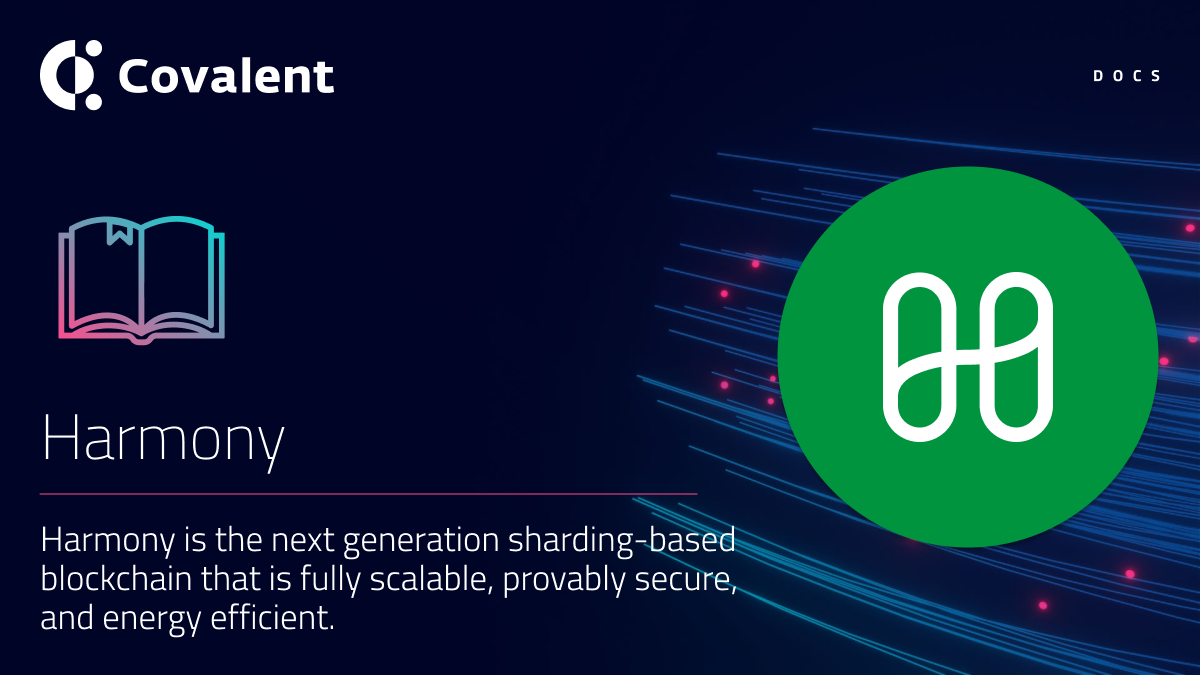 Covalent
DOCS
Harmony
Harmony is the next generation sharding-based
blockchain that is fully scalable, provably secure,
and energy efficient.